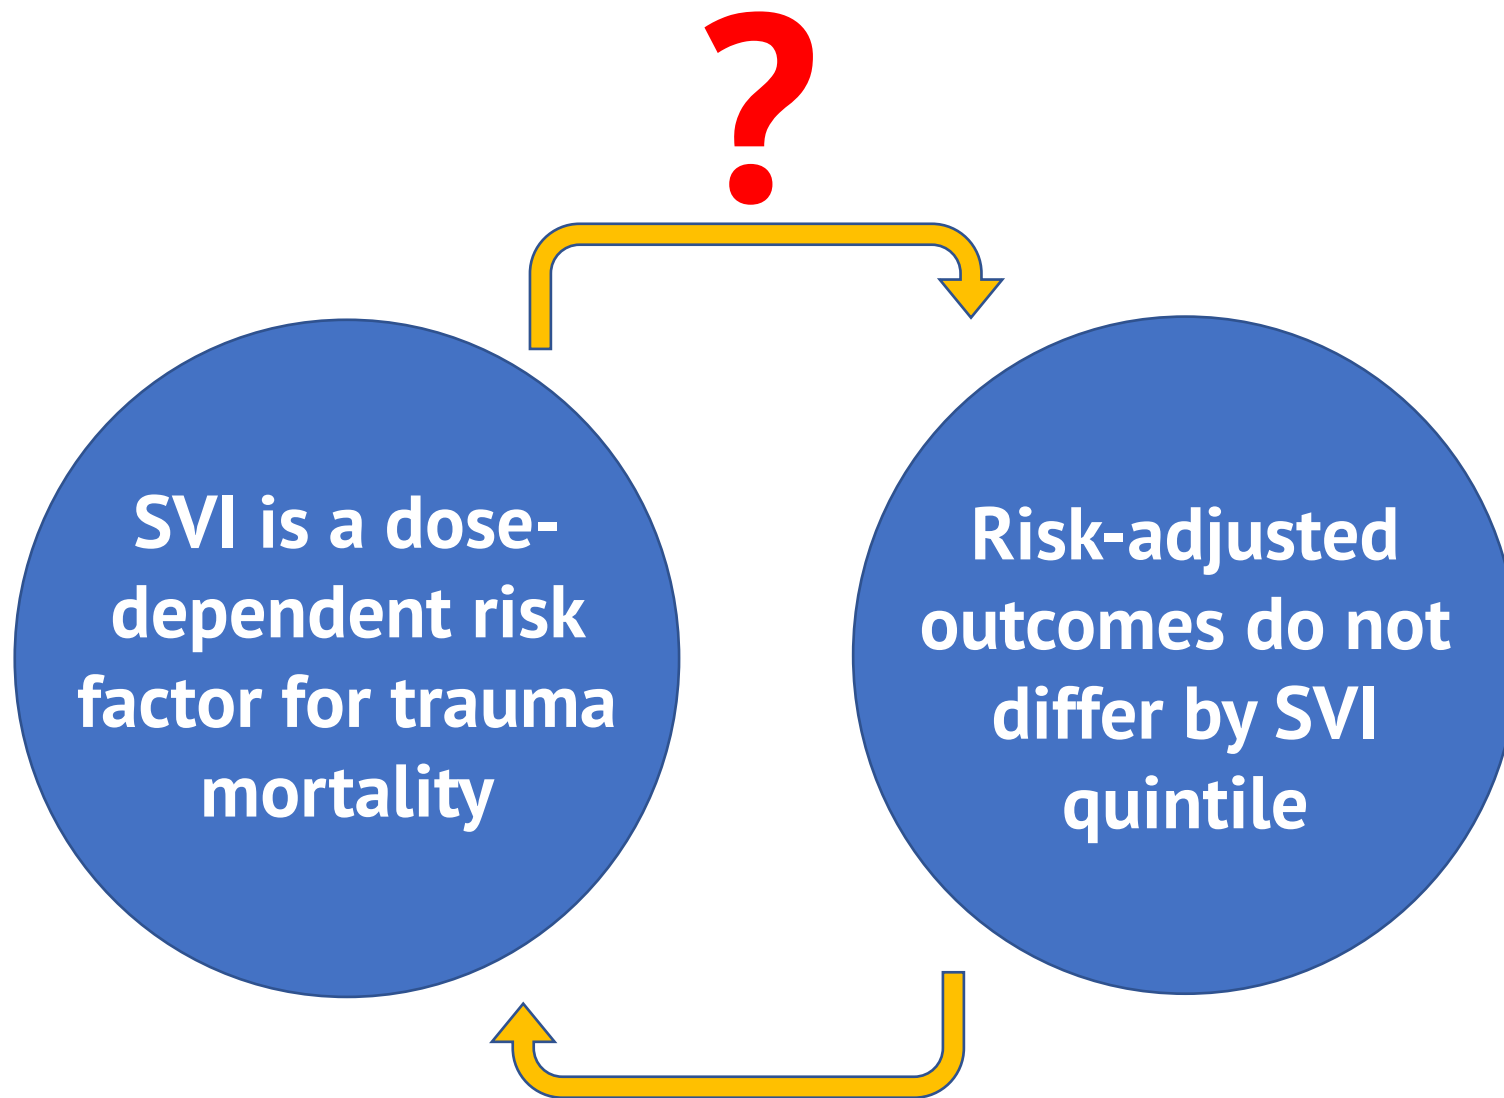 ?
SVI is a dose-
dependent risk
factor for trauma
mortality
Risk-adjusted
outcomes do not
differ by SVI
quintile